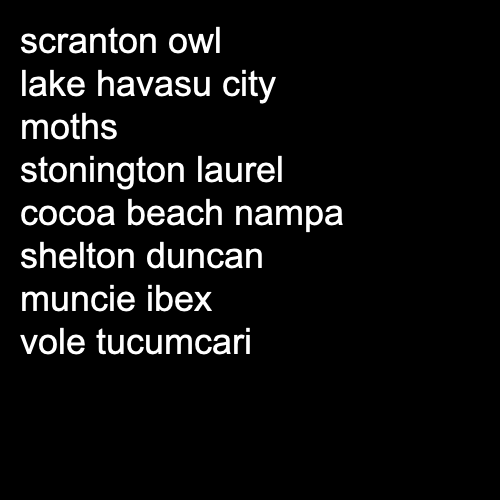 scranton owl
lake havasu city
moths
stonington laurel
cocoa beach nampa
shelton duncan
muncie ibex
vole tucumcari